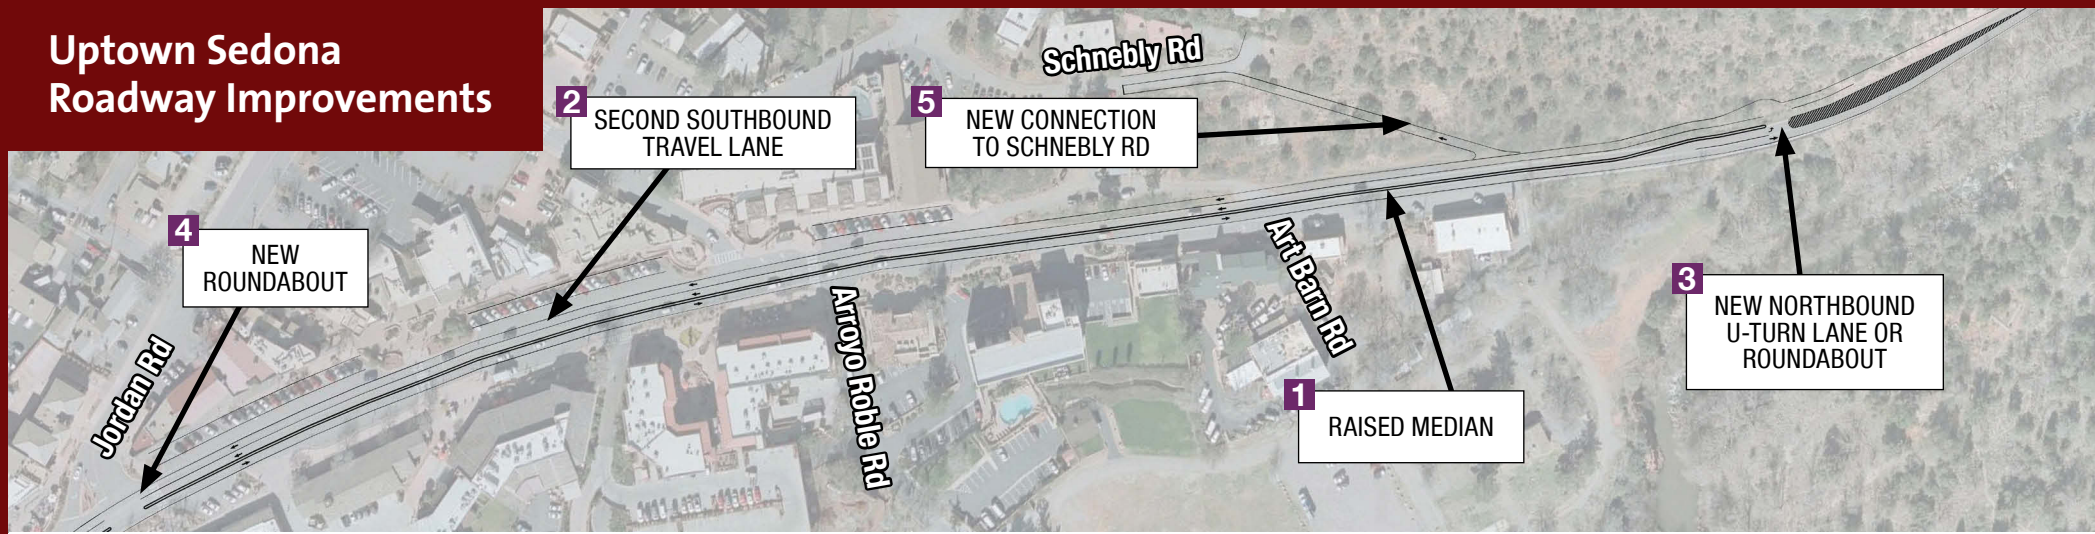 Uptown Sedona
Roadway Improvements
Schnebly Rd
2
SECOND SOUTHBOUND
TRAVEL LANE
5
NEW CONNECTION
TO SCHNEBLY RD
4
NEW
ROUNDABOUT
3
NEW NORTHBOUND
U-TURN LANE OR
ROUNDABOUT
Jordan Rd
Arroyo Roble Rd
Art Barn Rd
1
RAISED MEDIAN